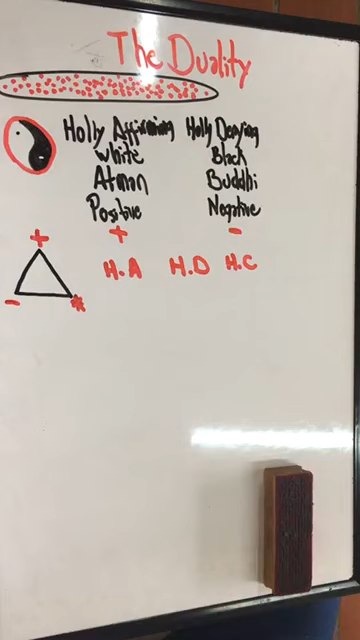 The Duality
Holly Affirming Holly Denying
White Black
Atman Buddhi
Positive Negative
+ -
+
H.A H.D H.C
- *